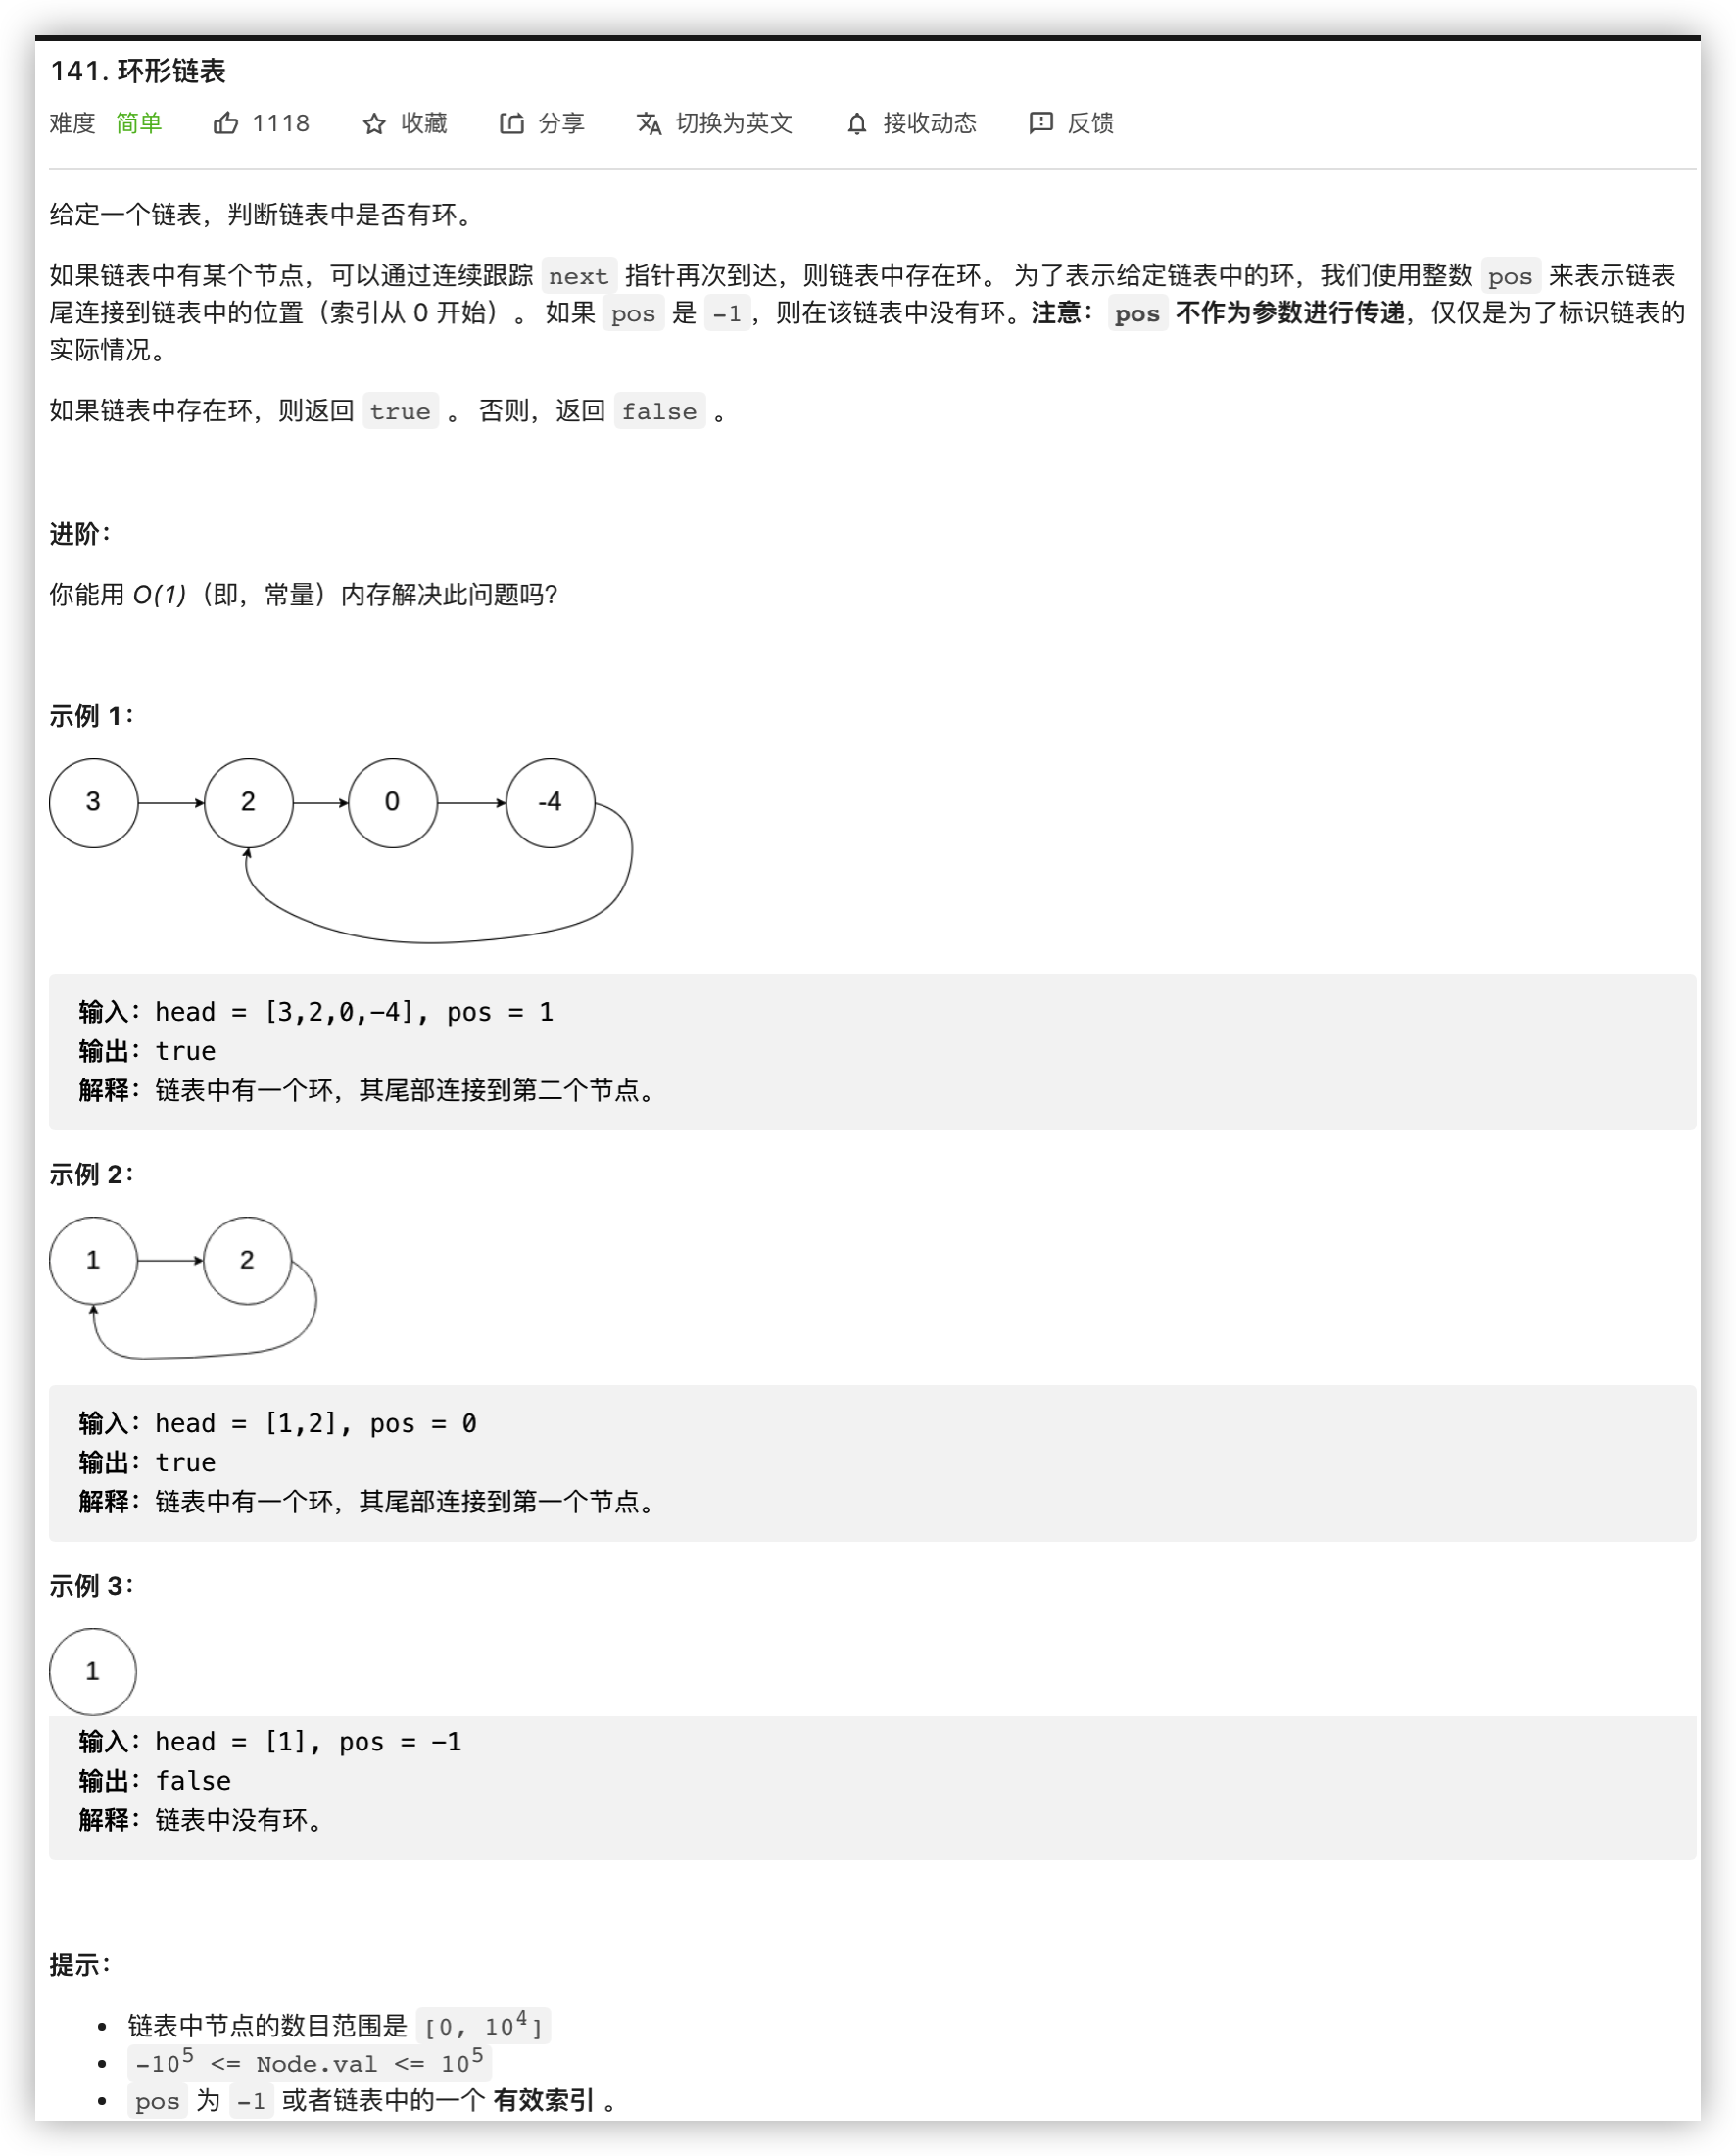 141. 环形链表
难度 简单 1118 收藏 分享 切换为英文 接收动态 反馈
给定一个链表，判断链表中是否有环。
如果链表中有某个节点，可以通过连续跟踪 next 指针再次到达，则链表中存在环。 为了表示给定链表中的环，我们使用整数 pos 来表示链表
尾连接到链表中的位置（索引从 0 开始）。 如果 pos 是 -1，则在该链表中没有环。注意：pos 不作为参数进行传递，仅仅是为了标识链表的
实际情况。
如果链表中存在环，则返回 true 。 否则，返回 false 。
进阶：
你能用 O(1)（即，常量）内存解决此问题吗？
示例 1：
3 2 0 -4
输入：head = [3,2,0,-4], pos = 1
输出：true
解释：链表中有一个环，其尾部连接到第二个节点。
示例 2：
1 2
输入：head = [1,2], pos = 0
输出：true
解释：链表中有一个环，其尾部连接到第一个节点。
示例 3：
1
输入：head = [1], pos = -1
输出：false
解释：链表中没有环。
提示：
• 链表中节点的数目范围是 [0, 10⁴]
• -10⁵ <= Node.val <= 10⁵
• pos 为 -1 或者链表中的一个 有效索引 。